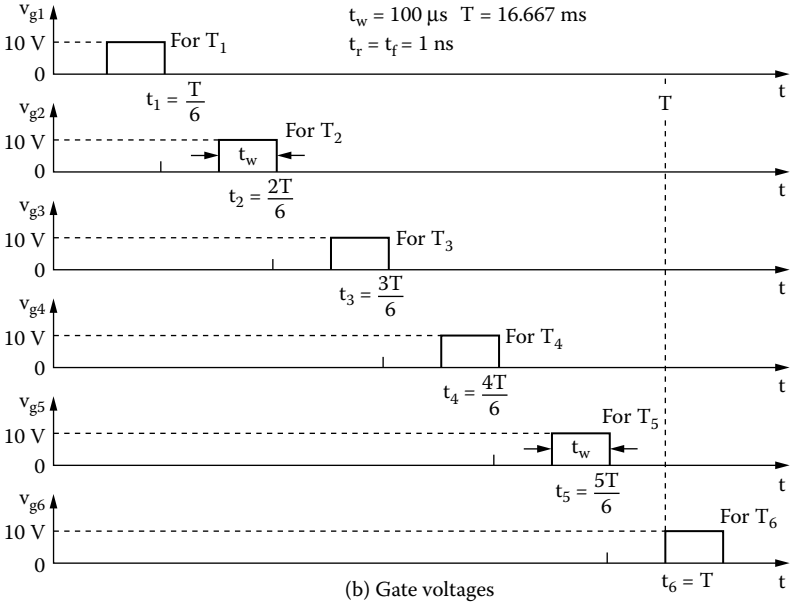 v_g1
t_w = 100 μs T = 16.667 ms
t_r = t_f = 1 ns
10 V
For T_1
0
t
t_1 = T/6
T
v_g2
10 V
For T_2
t_w
0
t
t_2 = 2T/6
v_g3
10 V
For T_3
0
t
t_3 = 3T/6
v_g4
10 V
For T_4
0
t
t_4 = 4T/6
v_g5
10 V
For T_5
t_w
0
t
t_5 = 5T/6
v_g6
10 V
For T_6
0
t
t_6 = T
(b) Gate voltages